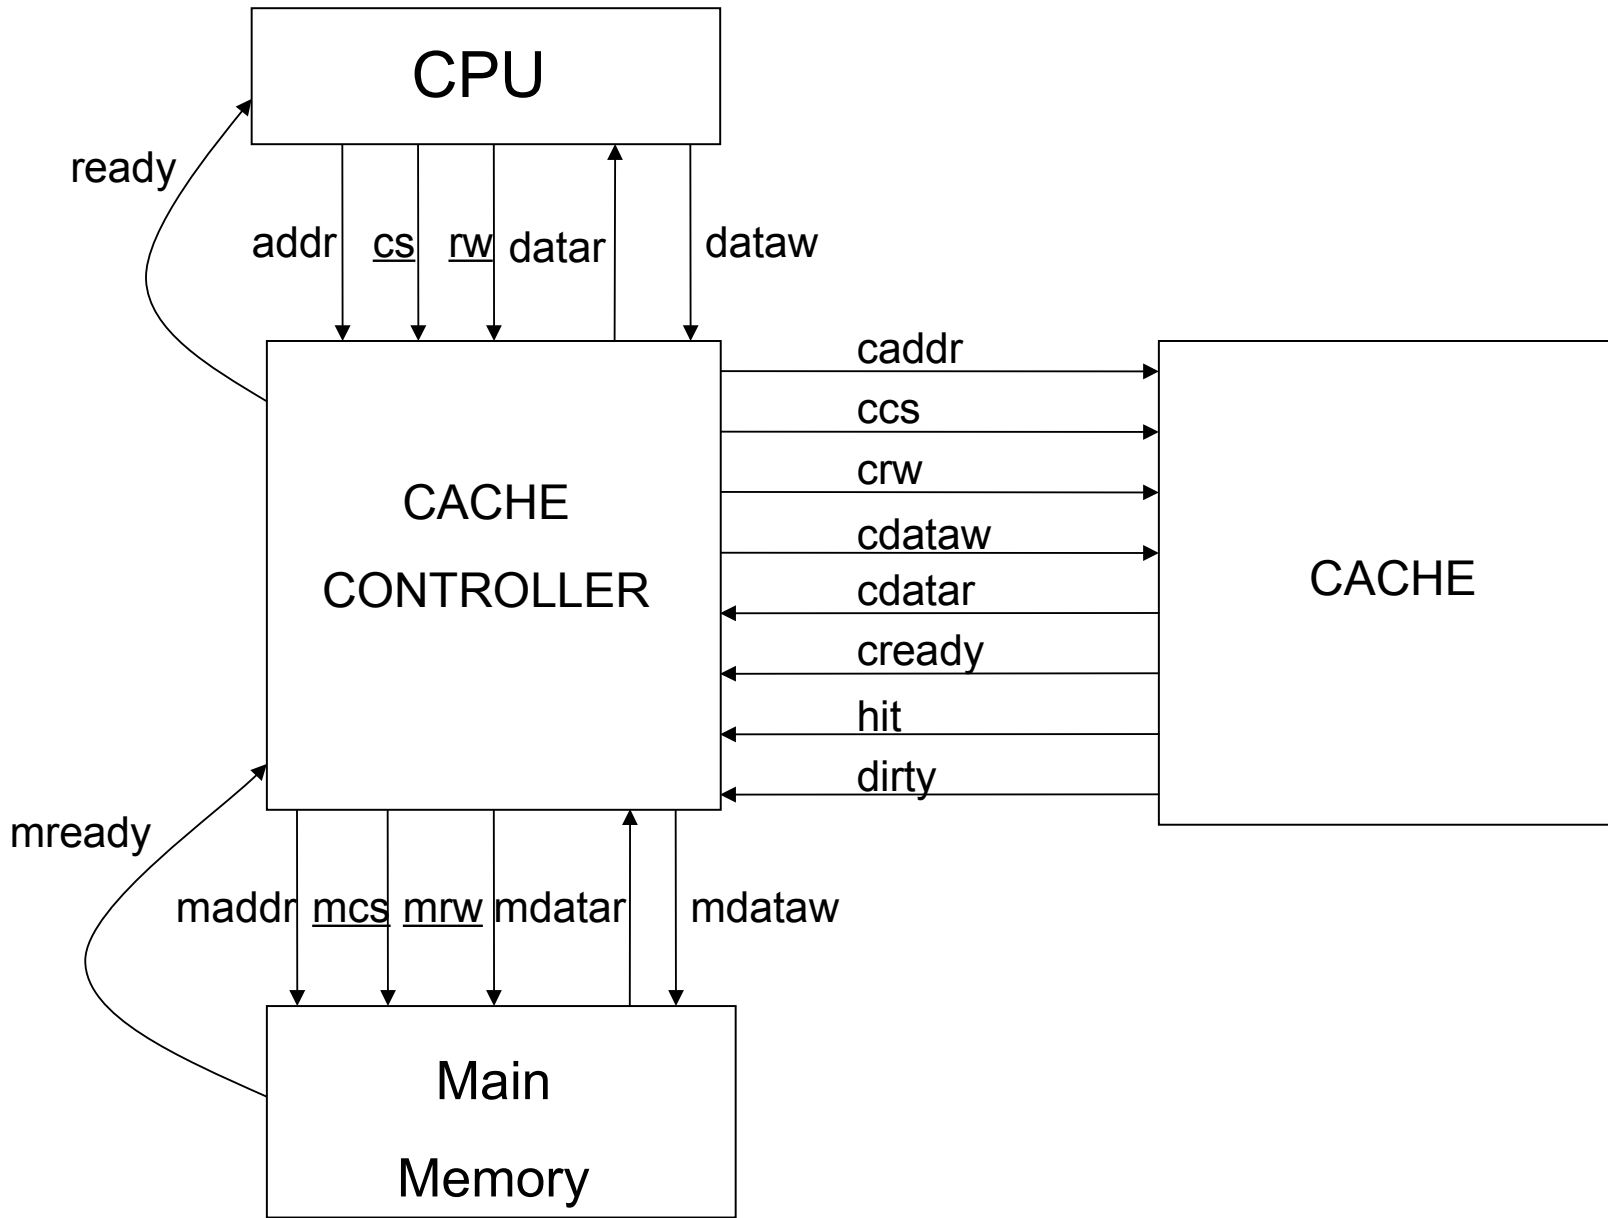 CPU
ready
addr cs rw datar dataw
caddr
ccs
crw
cdataw
cdatar
cready
hit
dirty
CACHE
CONTROLLER
CACHE
mready
maddr mcs mrw mdatar mdataw
Main
Memory